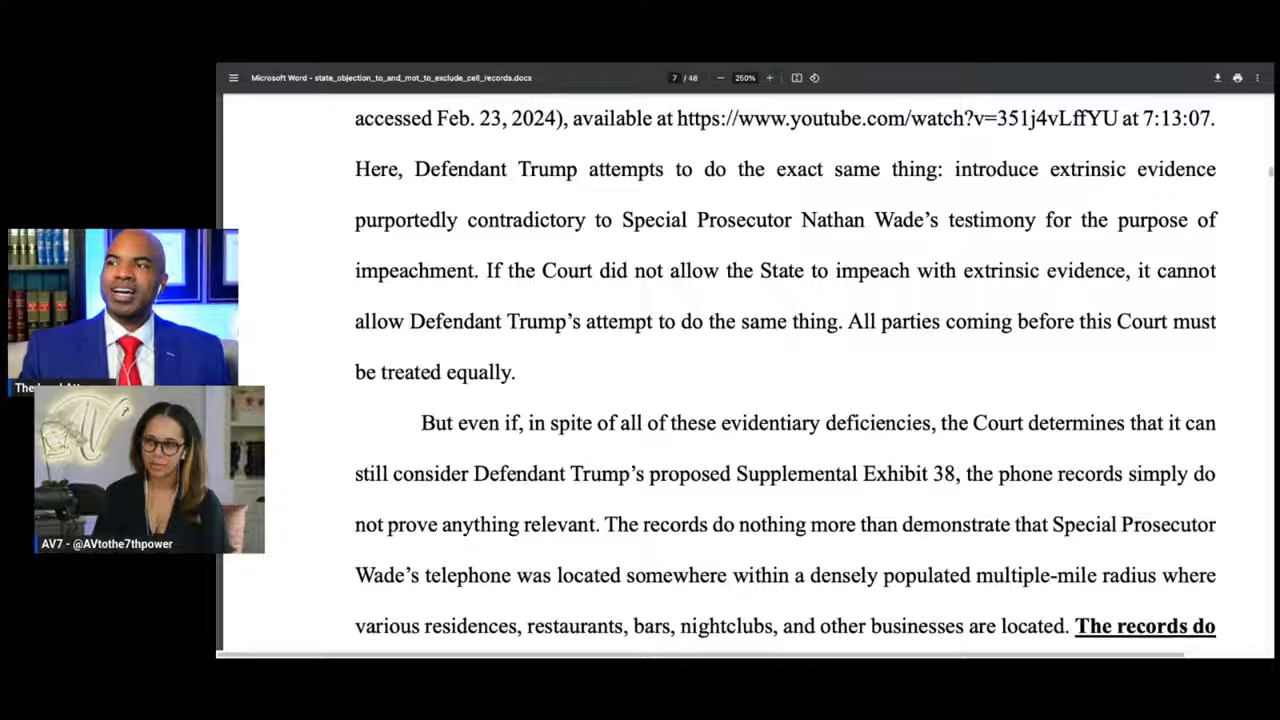 Microsoft Word - state_objection_to_and_mot_to_exclude_cell_records.docx
7 / 48
250%
accessed Feb. 23, 2024), available at https://www.youtube.com/watch?v=351j4vLffYU at 7:13:07.
Here, Defendant Trump attempts to do the exact same thing: introduce extrinsic evidence
purportedly contradictory to Special Prosecutor Nathan Wade’s testimony for the purpose of
impeachment. If the Court did not allow the State to impeach with extrinsic evidence, it cannot
allow Defendant Trump’s attempt to do the same thing. All parties coming before this Court must
be treated equally.
But even if, in spite of all of these evidentiary deficiencies, the Court determines that it can
still consider Defendant Trump’s proposed Supplemental Exhibit 38, the phone records simply do
not prove anything relevant. The records do nothing more than demonstrate that Special Prosecutor
Wade’s telephone was located somewhere within a densely populated multiple-mile radius where
various residences, restaurants, bars, nightclubs, and other businesses are located. The records do
AV
AV7 - @AVtothe7thpower